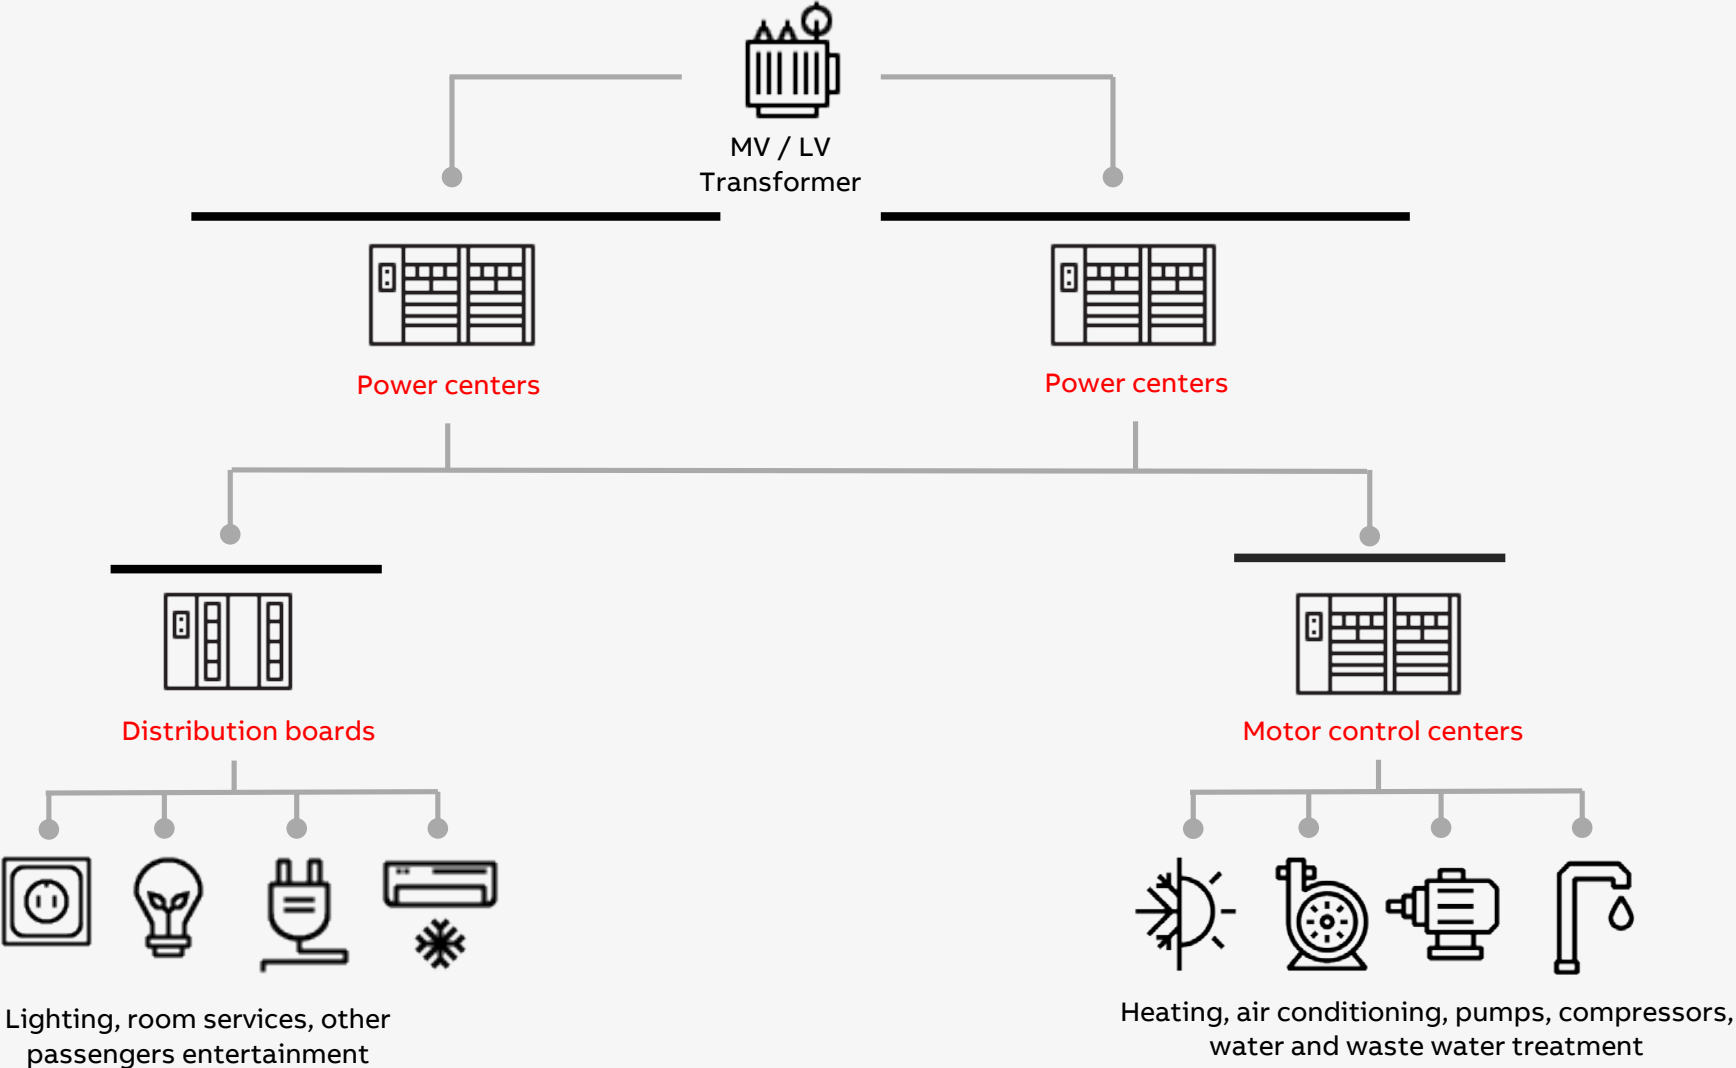 MV / LV
Transformer
Power centers
Power centers
Distribution boards
Motor control centers
Lighting, room services, other
passengers entertainment
Heating, air conditioning, pumps, compressors,
water and waste water treatment